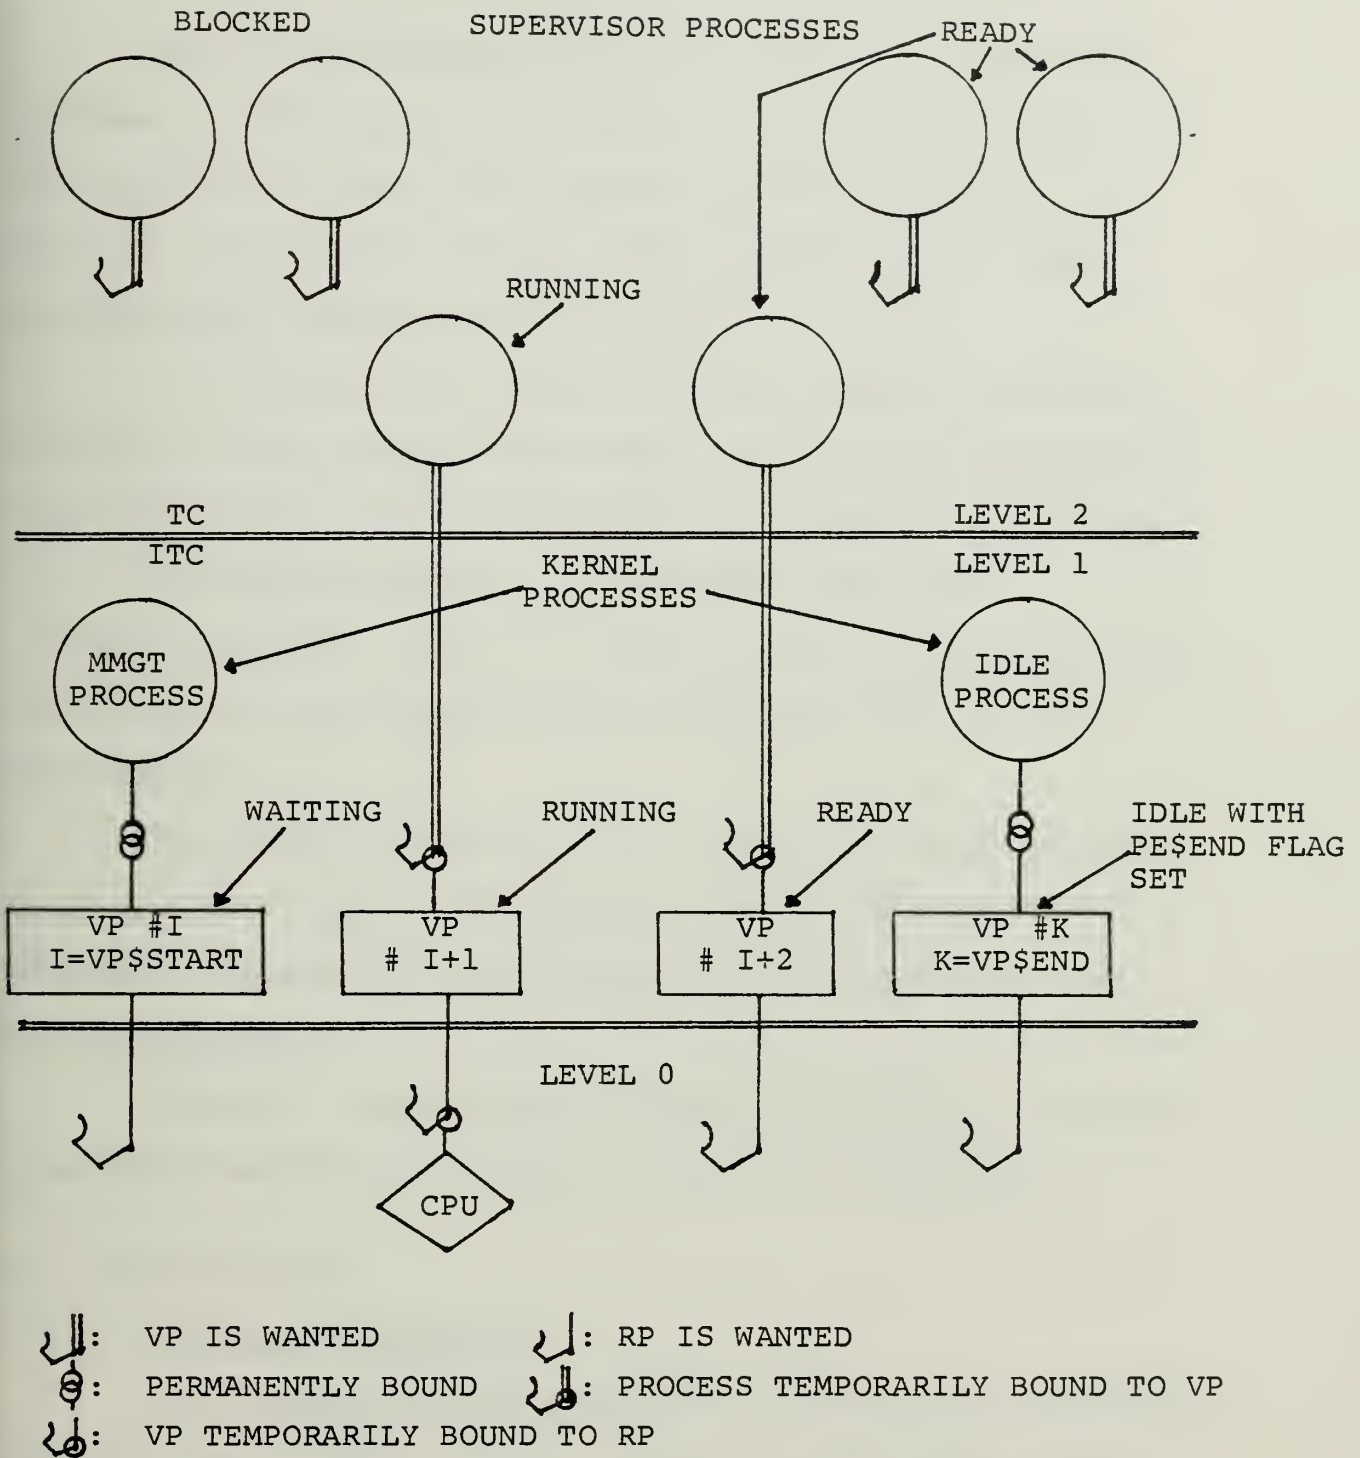 BLOCKED
SUPERVISOR PROCESSES
READY
RUNNING
TC
LEVEL 2
ITC
LEVEL 1
KERNEL
PROCESSES
MMGT
PROCESS
IDLE
PROCESS
WAITING
RUNNING
READY
IDLE WITH
PE$END FLAG
SET
VP #I
I=VP$START
VP
# I+1
VP
# I+2
VP #K
K=VP$END
LEVEL 0
CPU
: VP IS WANTED
: RP IS WANTED
: PERMANENTLY BOUND
: PROCESS TEMPORARILY BOUND TO VP
: VP TEMPORARILY BOUND TO RP